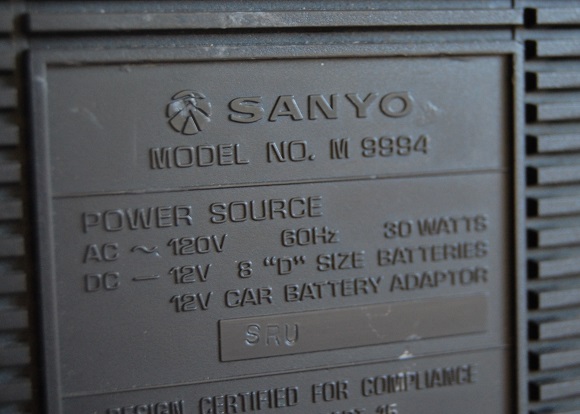 SANYO
MODEL NO. M 9994
POWER SOURCE
AC ~ 120V 60Hz 30 WATTS
DC — 12V 8 "D" SIZE BATTERIES
12V CAR BATTERY ADAPTOR
SRU
DESIGN CERTIFIED FOR COMPLIANCE